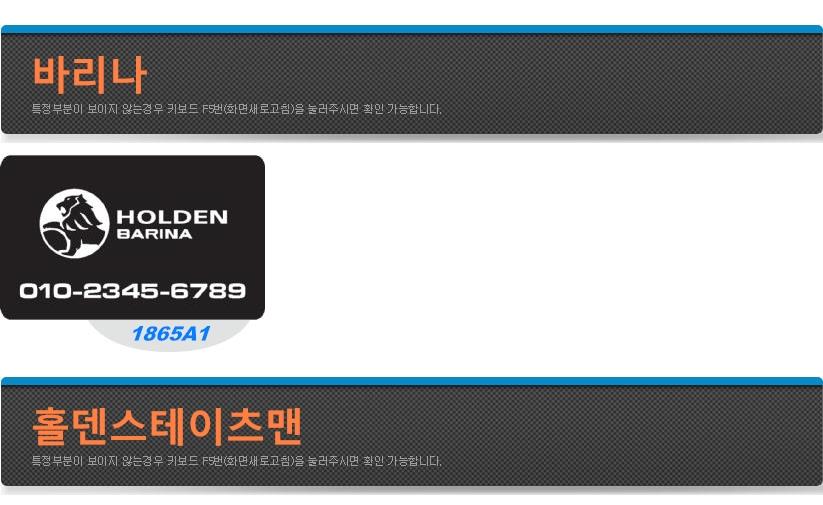 바리나
특정부분이 보이지 않는경우 키보드 F5번(화면새로고침)을 눌러주시면 확인 가능합니다.
HOLDEN
BARINA
010-2345-6789
1865A1
홀덴스테이츠맨
특정부분이 보이지 않는경우 키보드 F5번(화면새로고침)을 눌러주시면 확인 가능합니다.